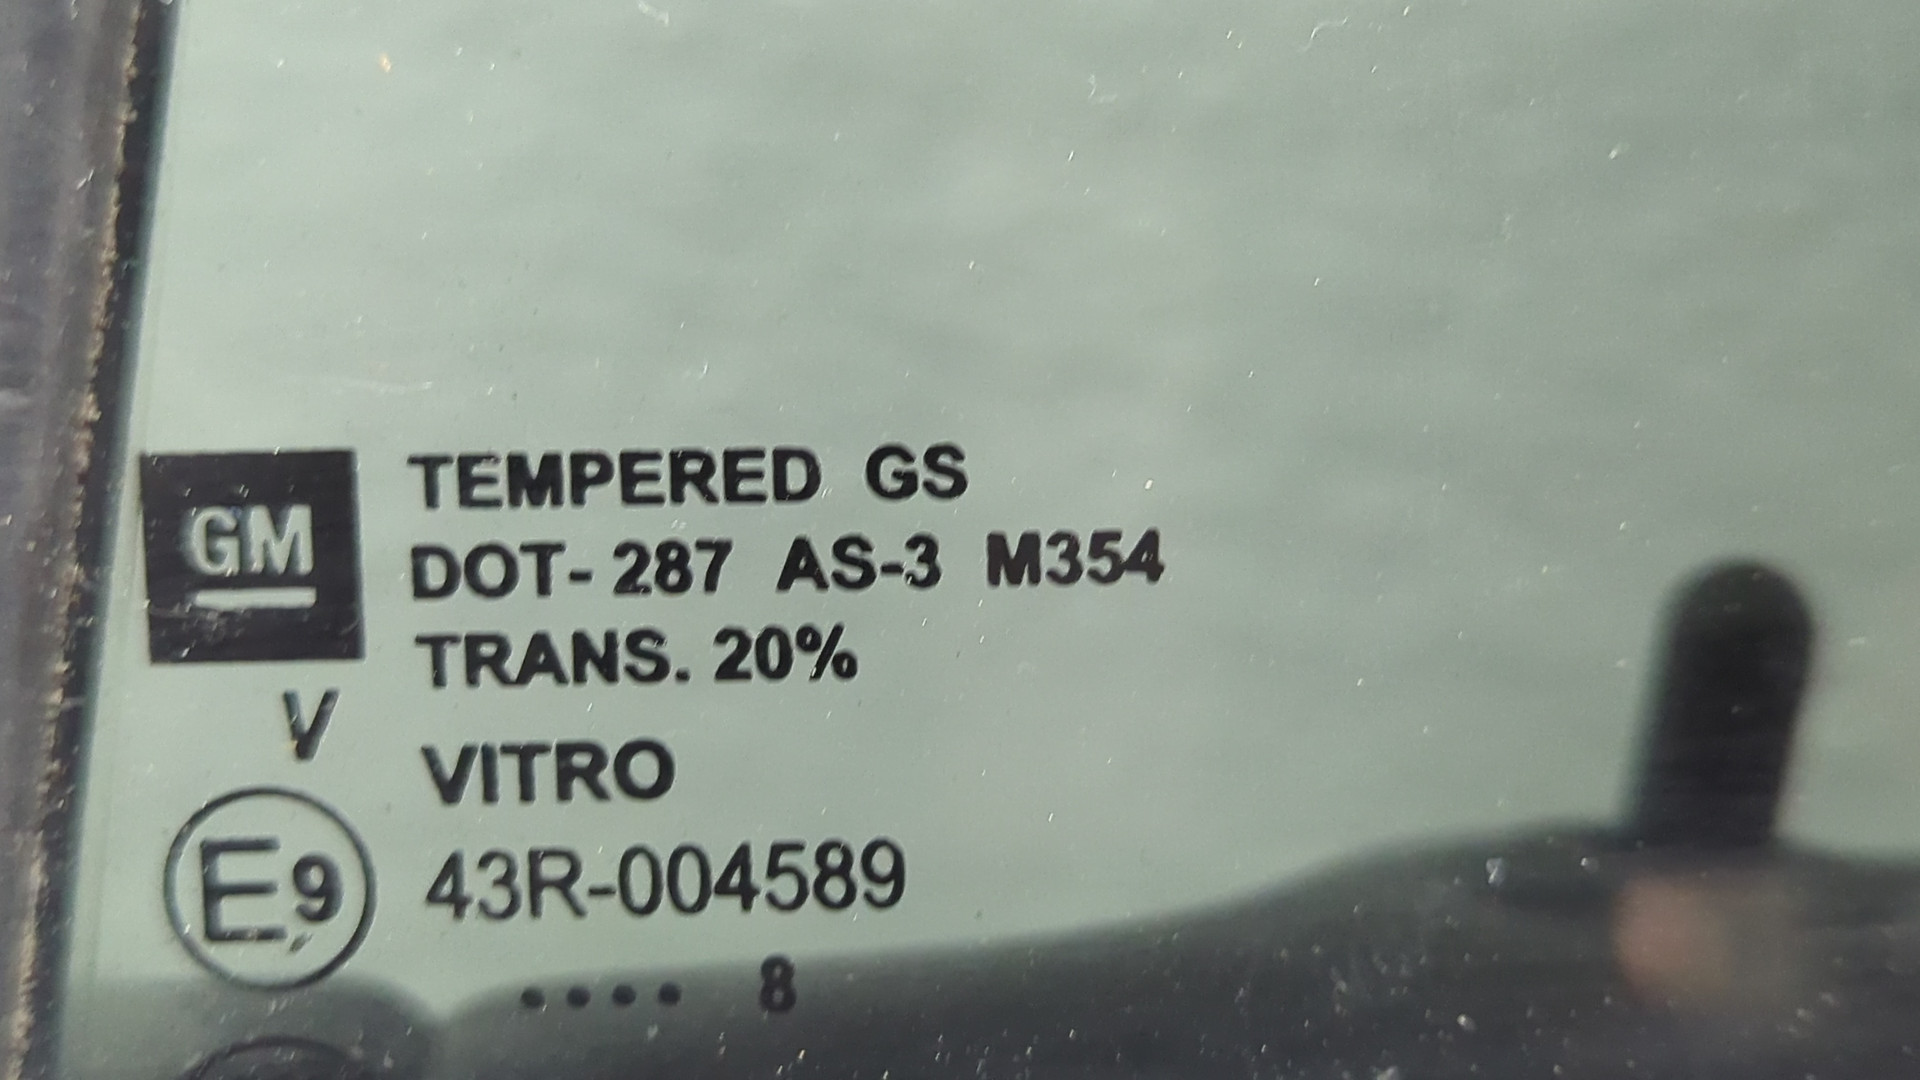 GM
TEMPERED GS
DOT-287 AS-3 M354
TRANS. 20%
V
VITRO
E9
43R-004589
.... 8